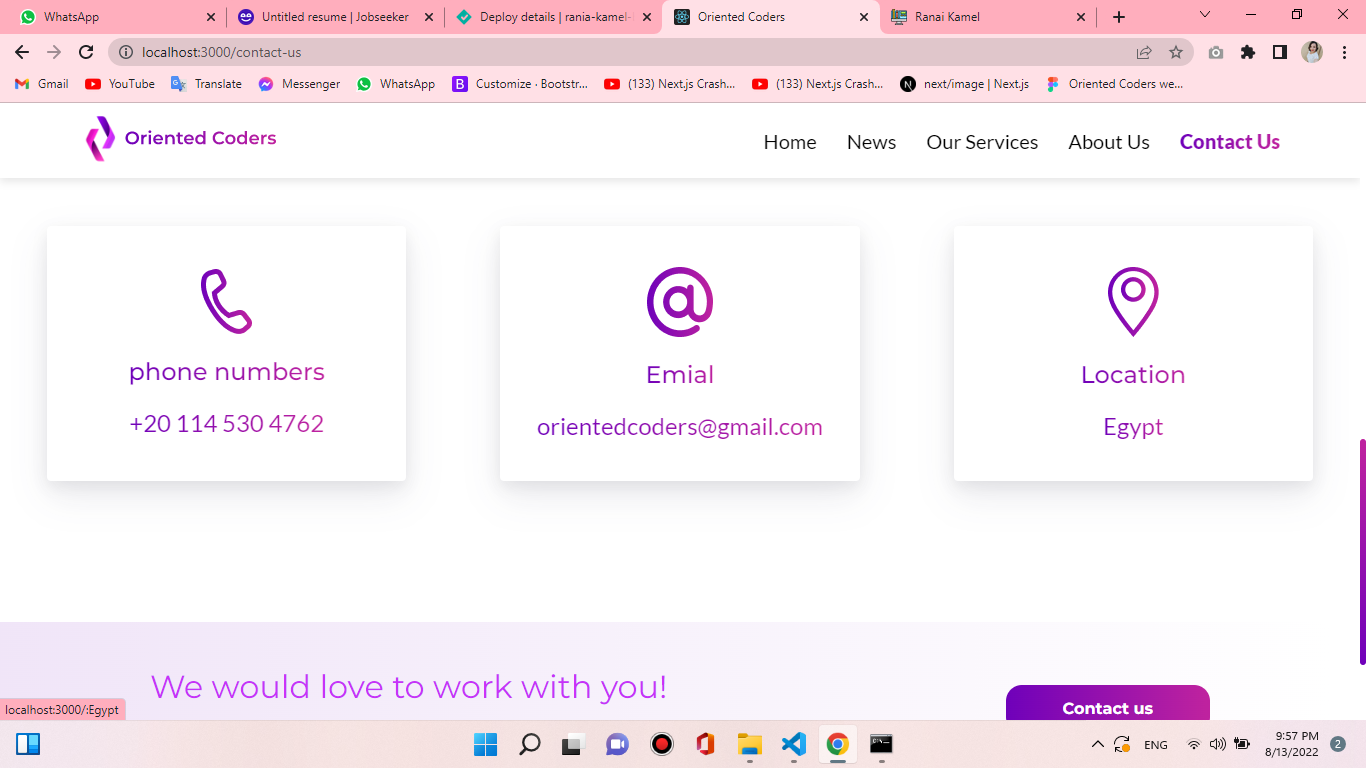 WhatsApp
Untitled resume | Jobseeker
Deploy details | rania-kamel-
Oriented Coders
Ranai Kamel
localhost:3000/contact-us
Gmail
YouTube
Translate
Messenger
WhatsApp
Customize · Bootstr...
(133) Next.js Crash...
(133) Next.js Crash...
next/image | Next.js
Oriented Coders we...
Oriented Coders
Home
News
Our Services
About Us
Contact Us
phone numbers
+20 114 530 4762
Emial
orientedcoders@gmail.com
Location
Egypt
We would love to work with you!
Contact us
localhost:3000/:Egypt
ENG
9:57 PM
8/13/2022
2